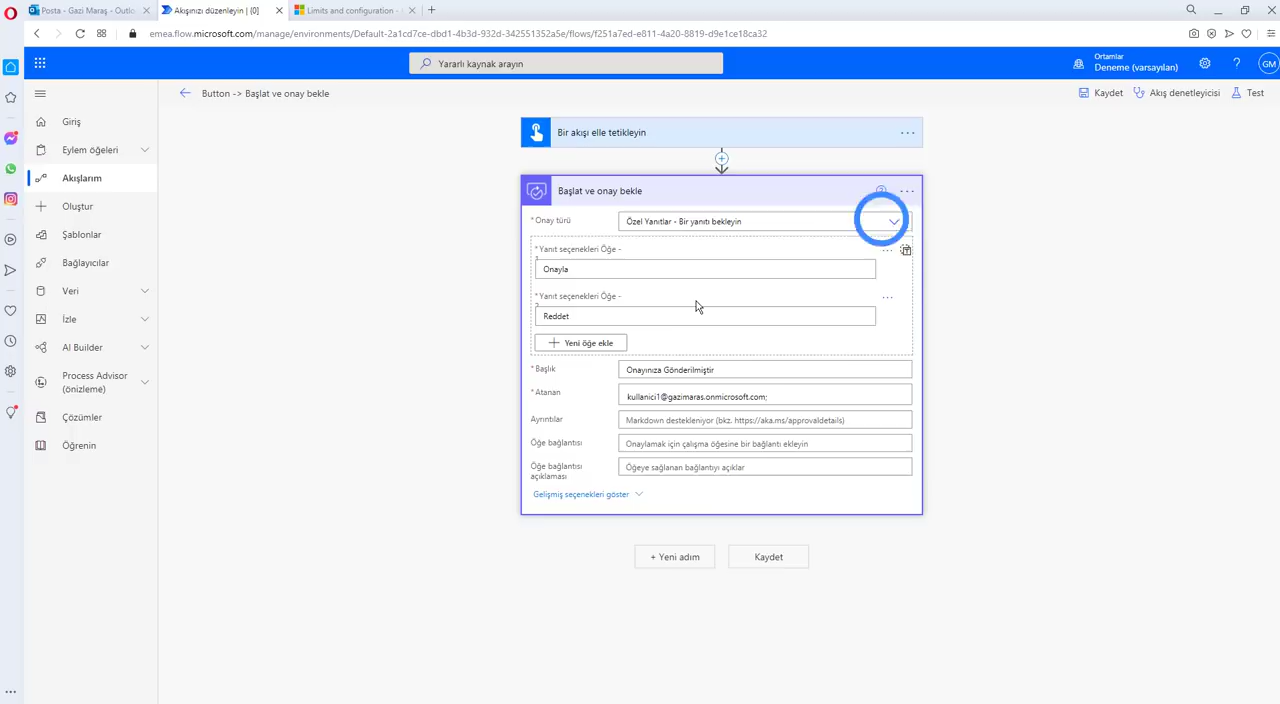 Posta - Gazi Maraş - Outlo
Akışınızı düzenleyin | {0}
Limits and configuration -
emea.flow.microsoft.com/manage/environments/Default-2a1cd7ce-dbd1-4b3d-932d-342551352a5e/flows/f251a7ed-e811-4a20-8819-d9e1ce18ca32
Yararlı kaynak arayın
Ortamlar
Deneme (varsayılan)
GM
Button -> Başlat ve onay bekle
Kaydet
Akış denetleyicisi
Test
Giriş
Eylem öğeleri
Akışlarım
Oluştur
Şablonlar
Bağlayıcılar
Veri
İzle
AI Builder
Process Advisor
(önizleme)
Çözümler
Öğrenin
Bir akışı elle tetikleyin
Başlat ve onay bekle
* Onay türü
Özel Yanıtlar - Bir yanıtı bekleyin
* Yanıt seçenekleri Öğe -
Onayla
* Yanıt seçenekleri Öğe -
Reddet
Yeni öğe ekle
* Başlık
Onayınıza Gönderilmiştir
* Atanan
kullanici1@gazimaras.onmicrosoft.com;
Ayrıntılar
Markdown destekleniyor (bkz. https://aka.ms/approvaldetails)
Öğe bağlantısı
Onaylamak için çalışma öğesine bir bağlantı ekleyin
Öğe bağlantısı
açıklaması
Öğeye sağlanan bağlantıyı açıklar
Gelişmiş seçenekleri göster
+ Yeni adım
Kaydet